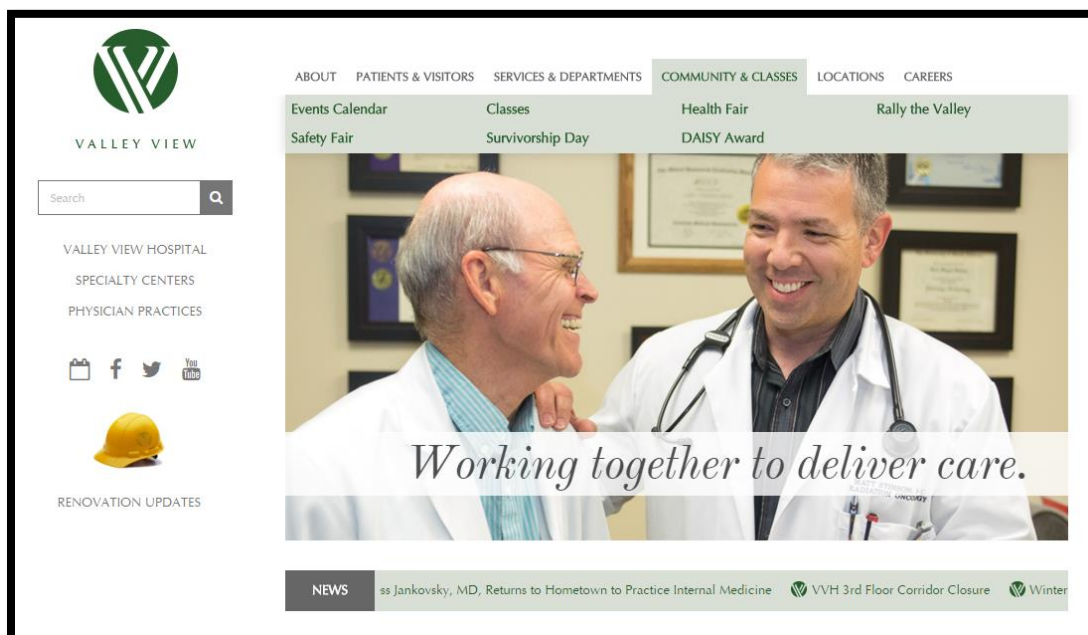 VALLEY VIEW
Search
VALLEY VIEW HOSPITAL
SPECIALTY CENTERS
PHYSICIAN PRACTICES
You
Tube
RENOVATION UPDATES
ABOUT PATIENTS & VISITORS SERVICES & DEPARTMENTS COMMUNITY & CLASSES LOCATIONS CAREERS
Events Calendar Classes Health Fair Rally the Valley
Safety Fair Survivorship Day DAISY Award
Working together to deliver care.
RADIATION ONCOLOGY
NEWS ss Jankovsky, MD, Returns to Hometown to Practice Internal Medicine VVH 3rd Floor Corridor Closure Winter